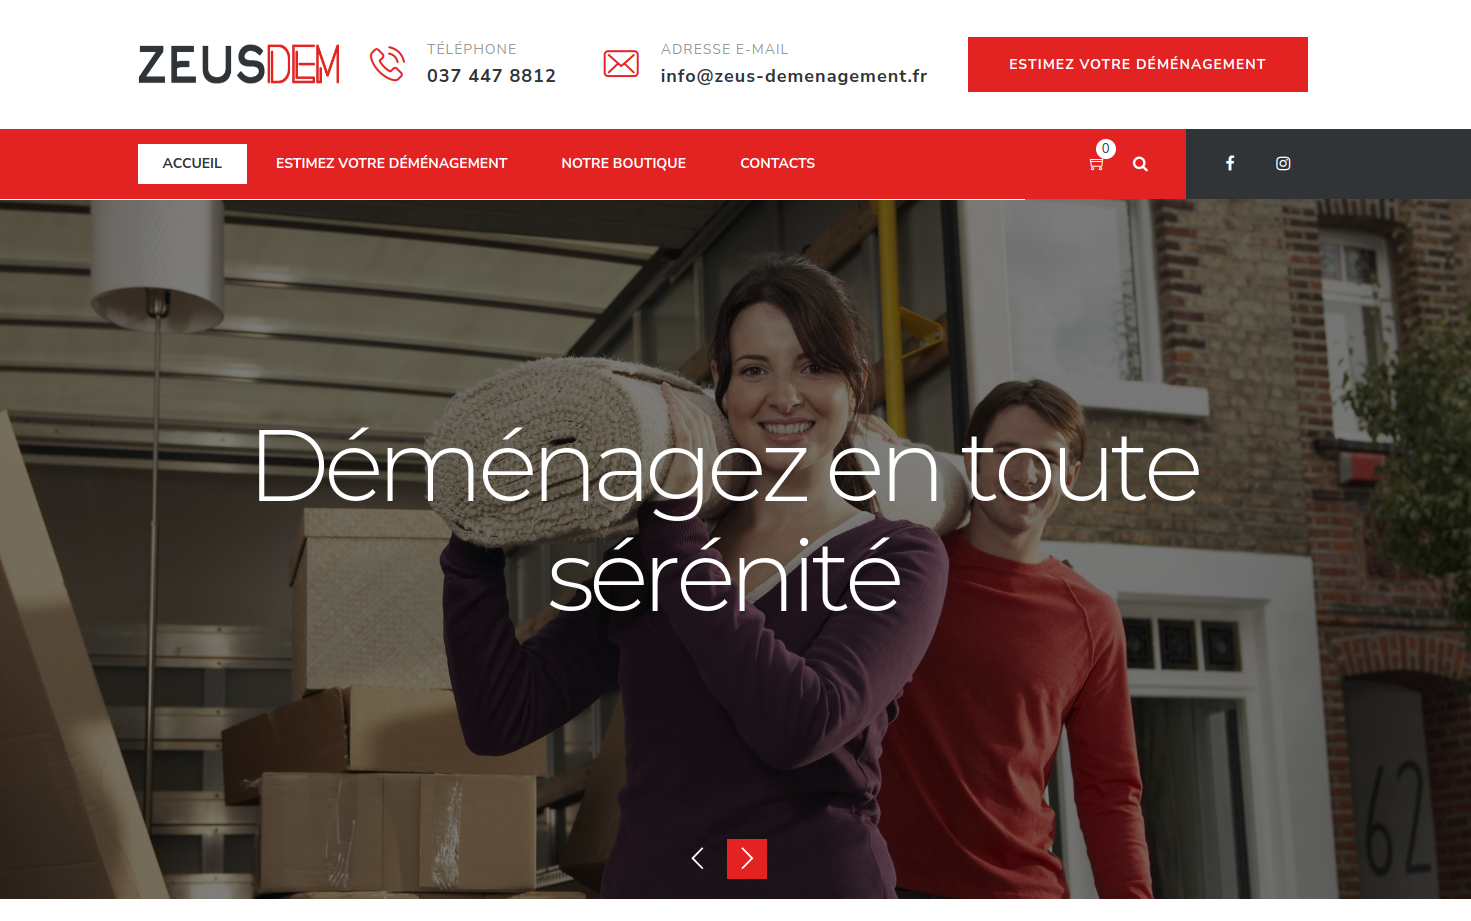 ZEUSDEM
TÉLÉPHONE
037 447 8812
ADRESSE E-MAIL
info@zeus-demenagement.fr
ESTIMEZ VOTRE DÉMÉNAGEMENT
ACCUEIL
ESTIMEZ VOTRE DÉMÉNAGEMENT
NOTRE BOUTIQUE
CONTACTS
0
Déménagez en toute
sérénité
62